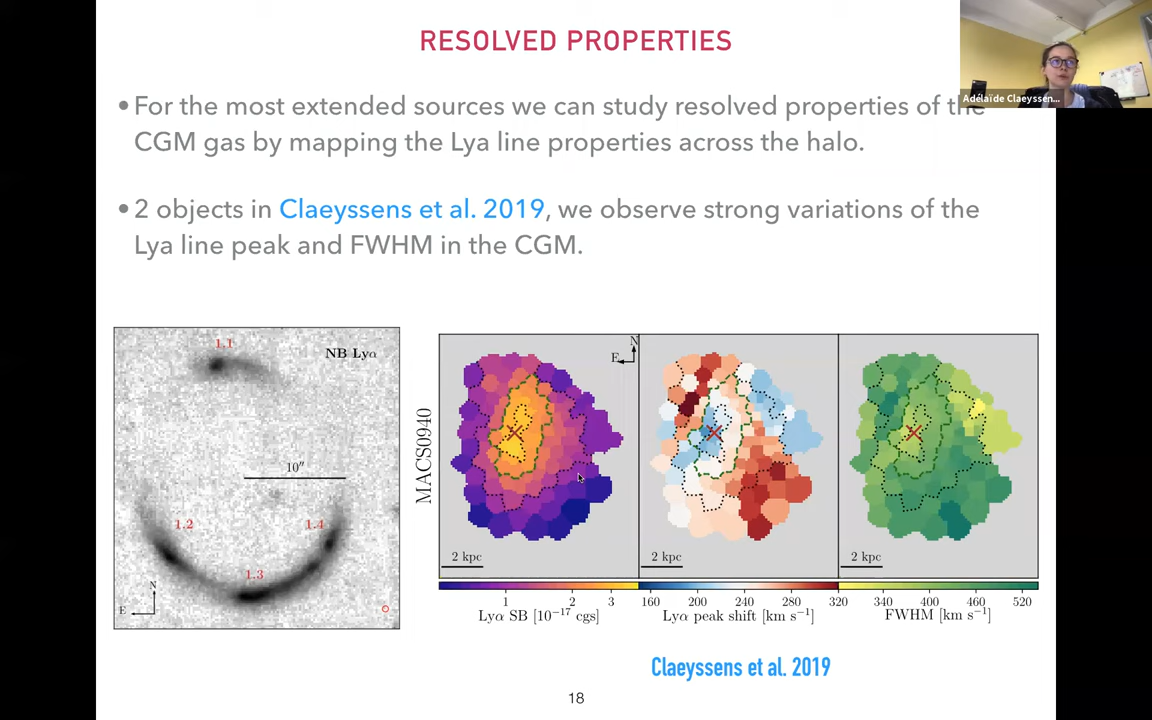 RESOLVED PROPERTIES
Adélaïde Claeyssen...
• For the most extended sources we can study resolved properties of the
CGM gas by mapping the Lya line properties across the halo.
• 2 objects in Claeyssens et al. 2019, we observe strong variations of the
Lya line peak and FWHM in the CGM.
1.1
NB Lyα
10″
1.2
1.4
1.3
N
E
MACS0940
N
E
2 kpc
2 kpc
2 kpc
1 2 3 160 200 240 280 320 340 400 460 520
Lyα SB [10⁻¹⁷ cgs]
Lyα peak shift [km s⁻¹]
FWHM [km s⁻¹]
Claeyssens et al. 2019
18